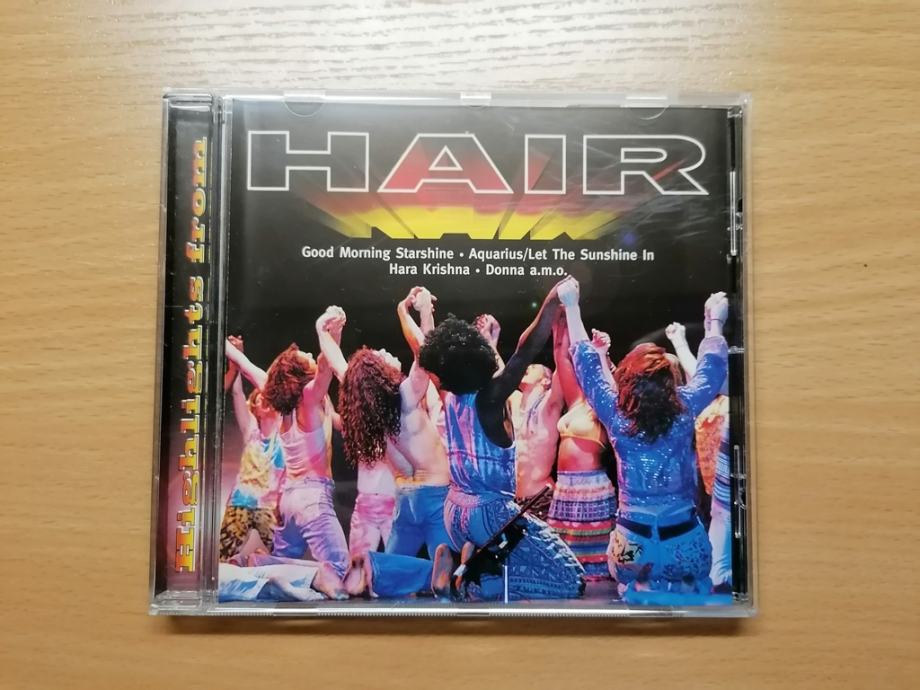 Highlights from
HAIR
Good Morning Starshine • Aquarius/Let The Sunshine In
Hara Krishna • Donna a.m.o.